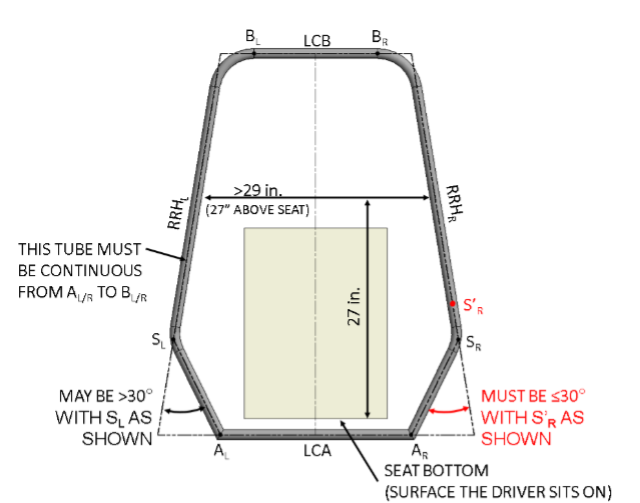 B_L
LCB
B_R
>29 in.
(27" ABOVE SEAT)
RRH_L
RRH_R
THIS TUBE MUST
BE CONTINUOUS
FROM A_L/R TO B_L/R
27 in.
S'_R
S_L
S_R
MAY BE >30°
WITH S_L AS
SHOWN
MUST BE ≤30°
WITH S'_R AS
SHOWN
A_L
LCA
A_R
SEAT BOTTOM
(SURFACE THE DRIVER SITS ON)